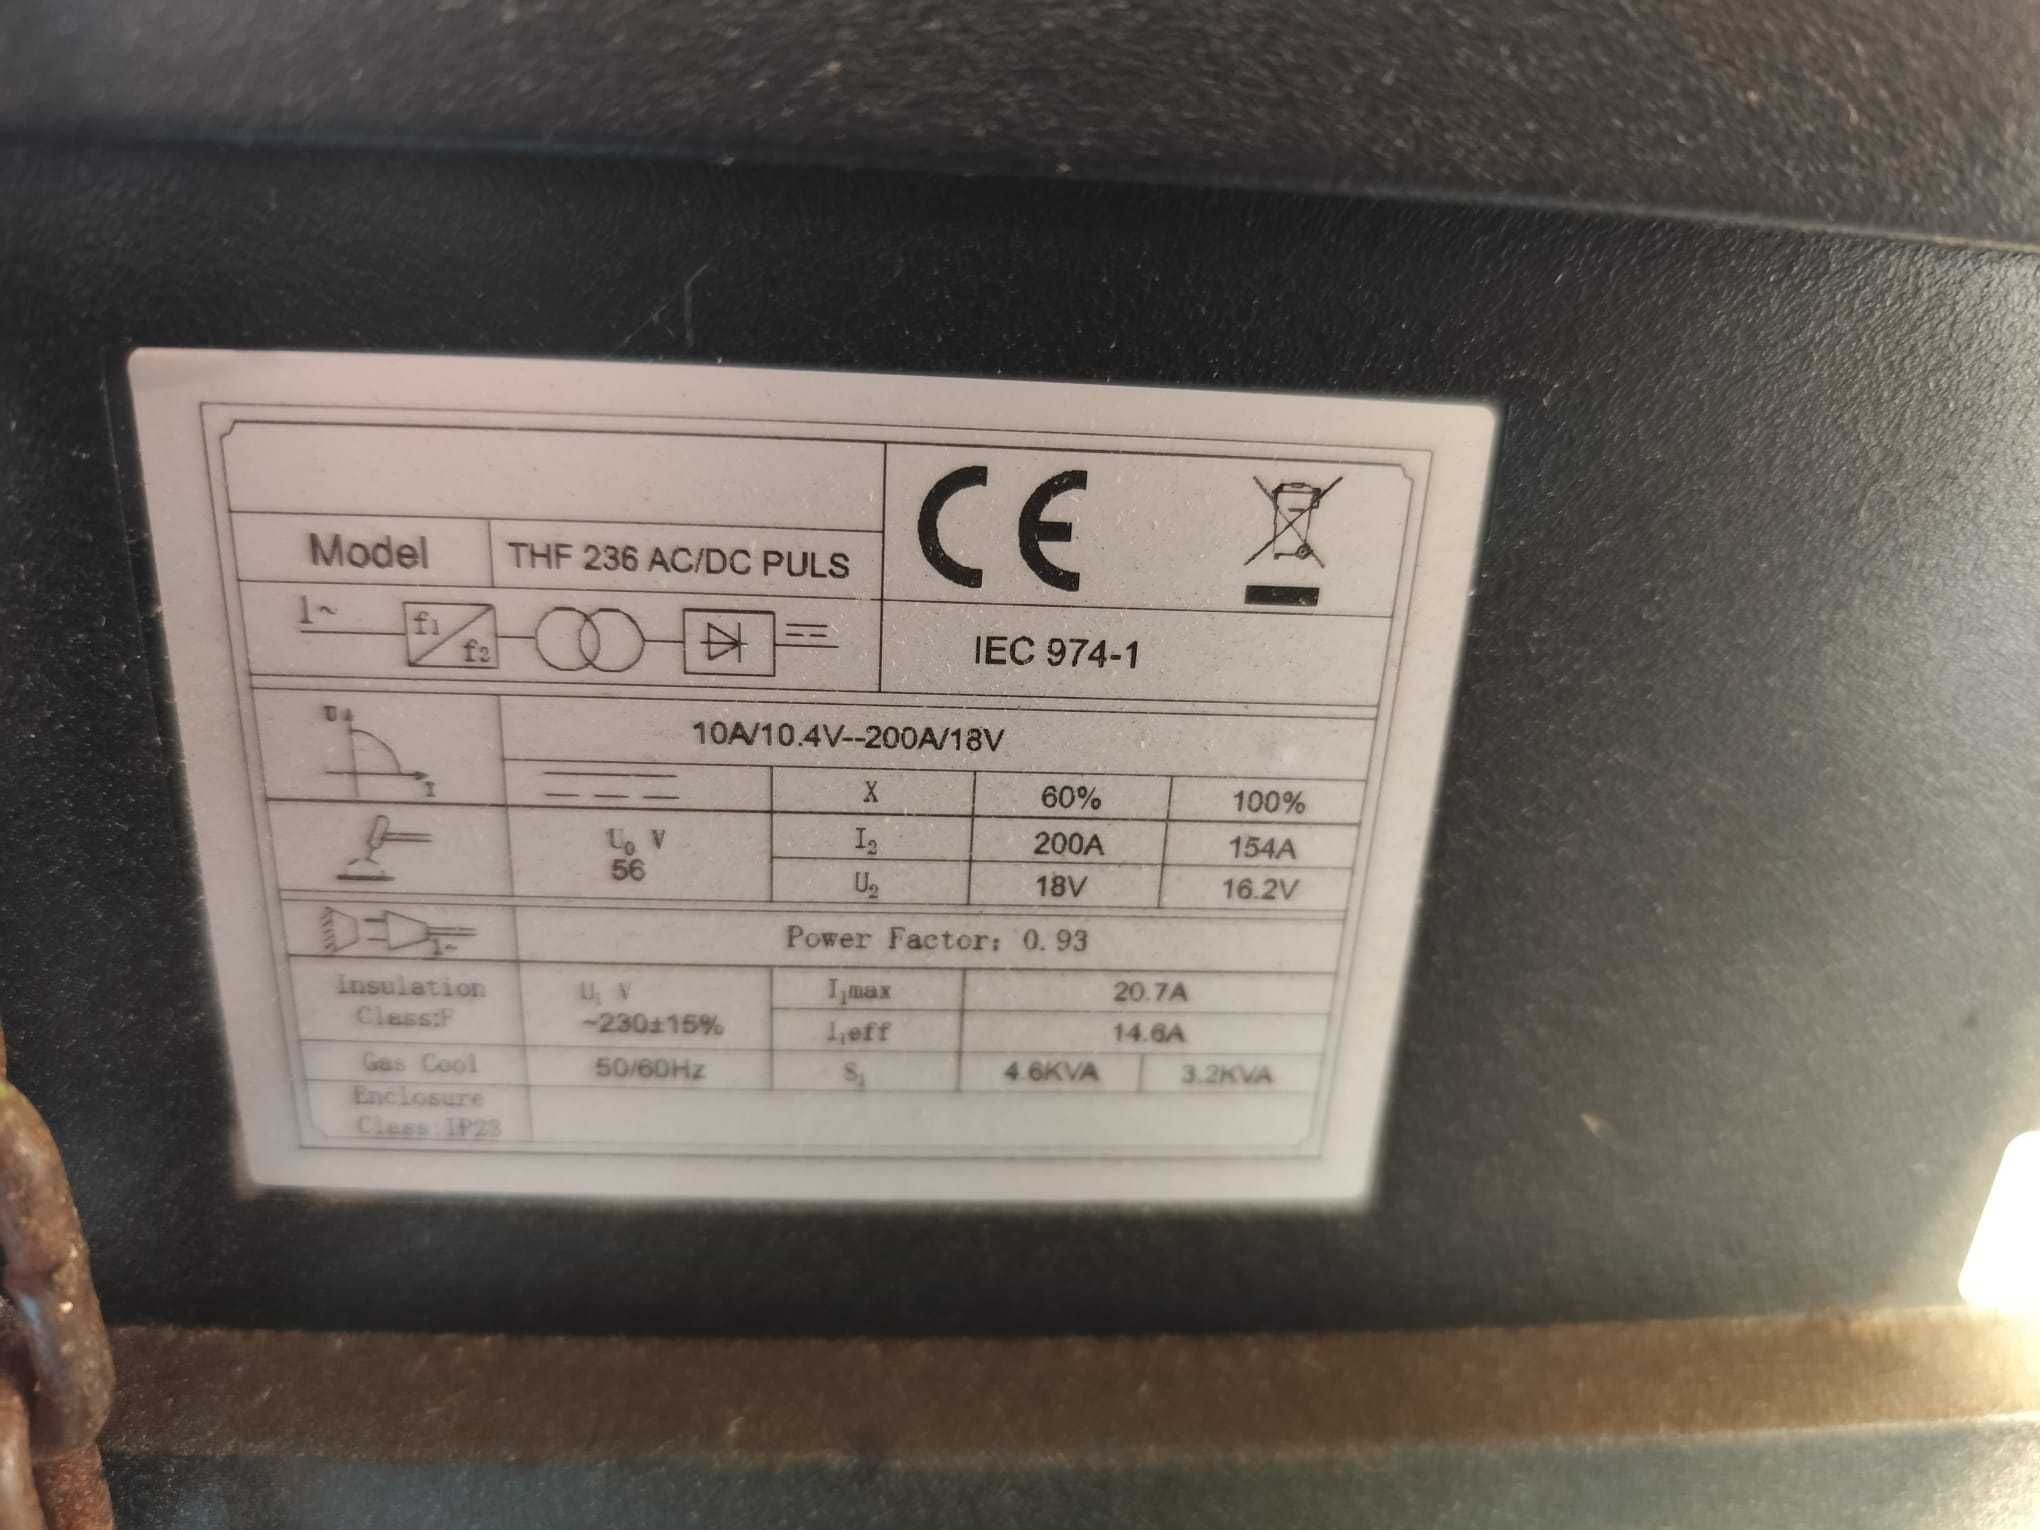 CE
Model THF 236 AC/DC PULS
1~ f1 f2
IEC 974-1
U I
10A/10.4V--200A/18V
X 60% 100%
U0 V
56
I2 200A 154A
U2 18V 16.2V
1~
Power Factor: 0.93
Insulation
Class:F
U1 V
~230±15%
I1max 20.7A
I1eff 14.6A
Gas Cool 50/60Hz S1 4.6KVA 3.2KVA
Enclosure
Class:IP23